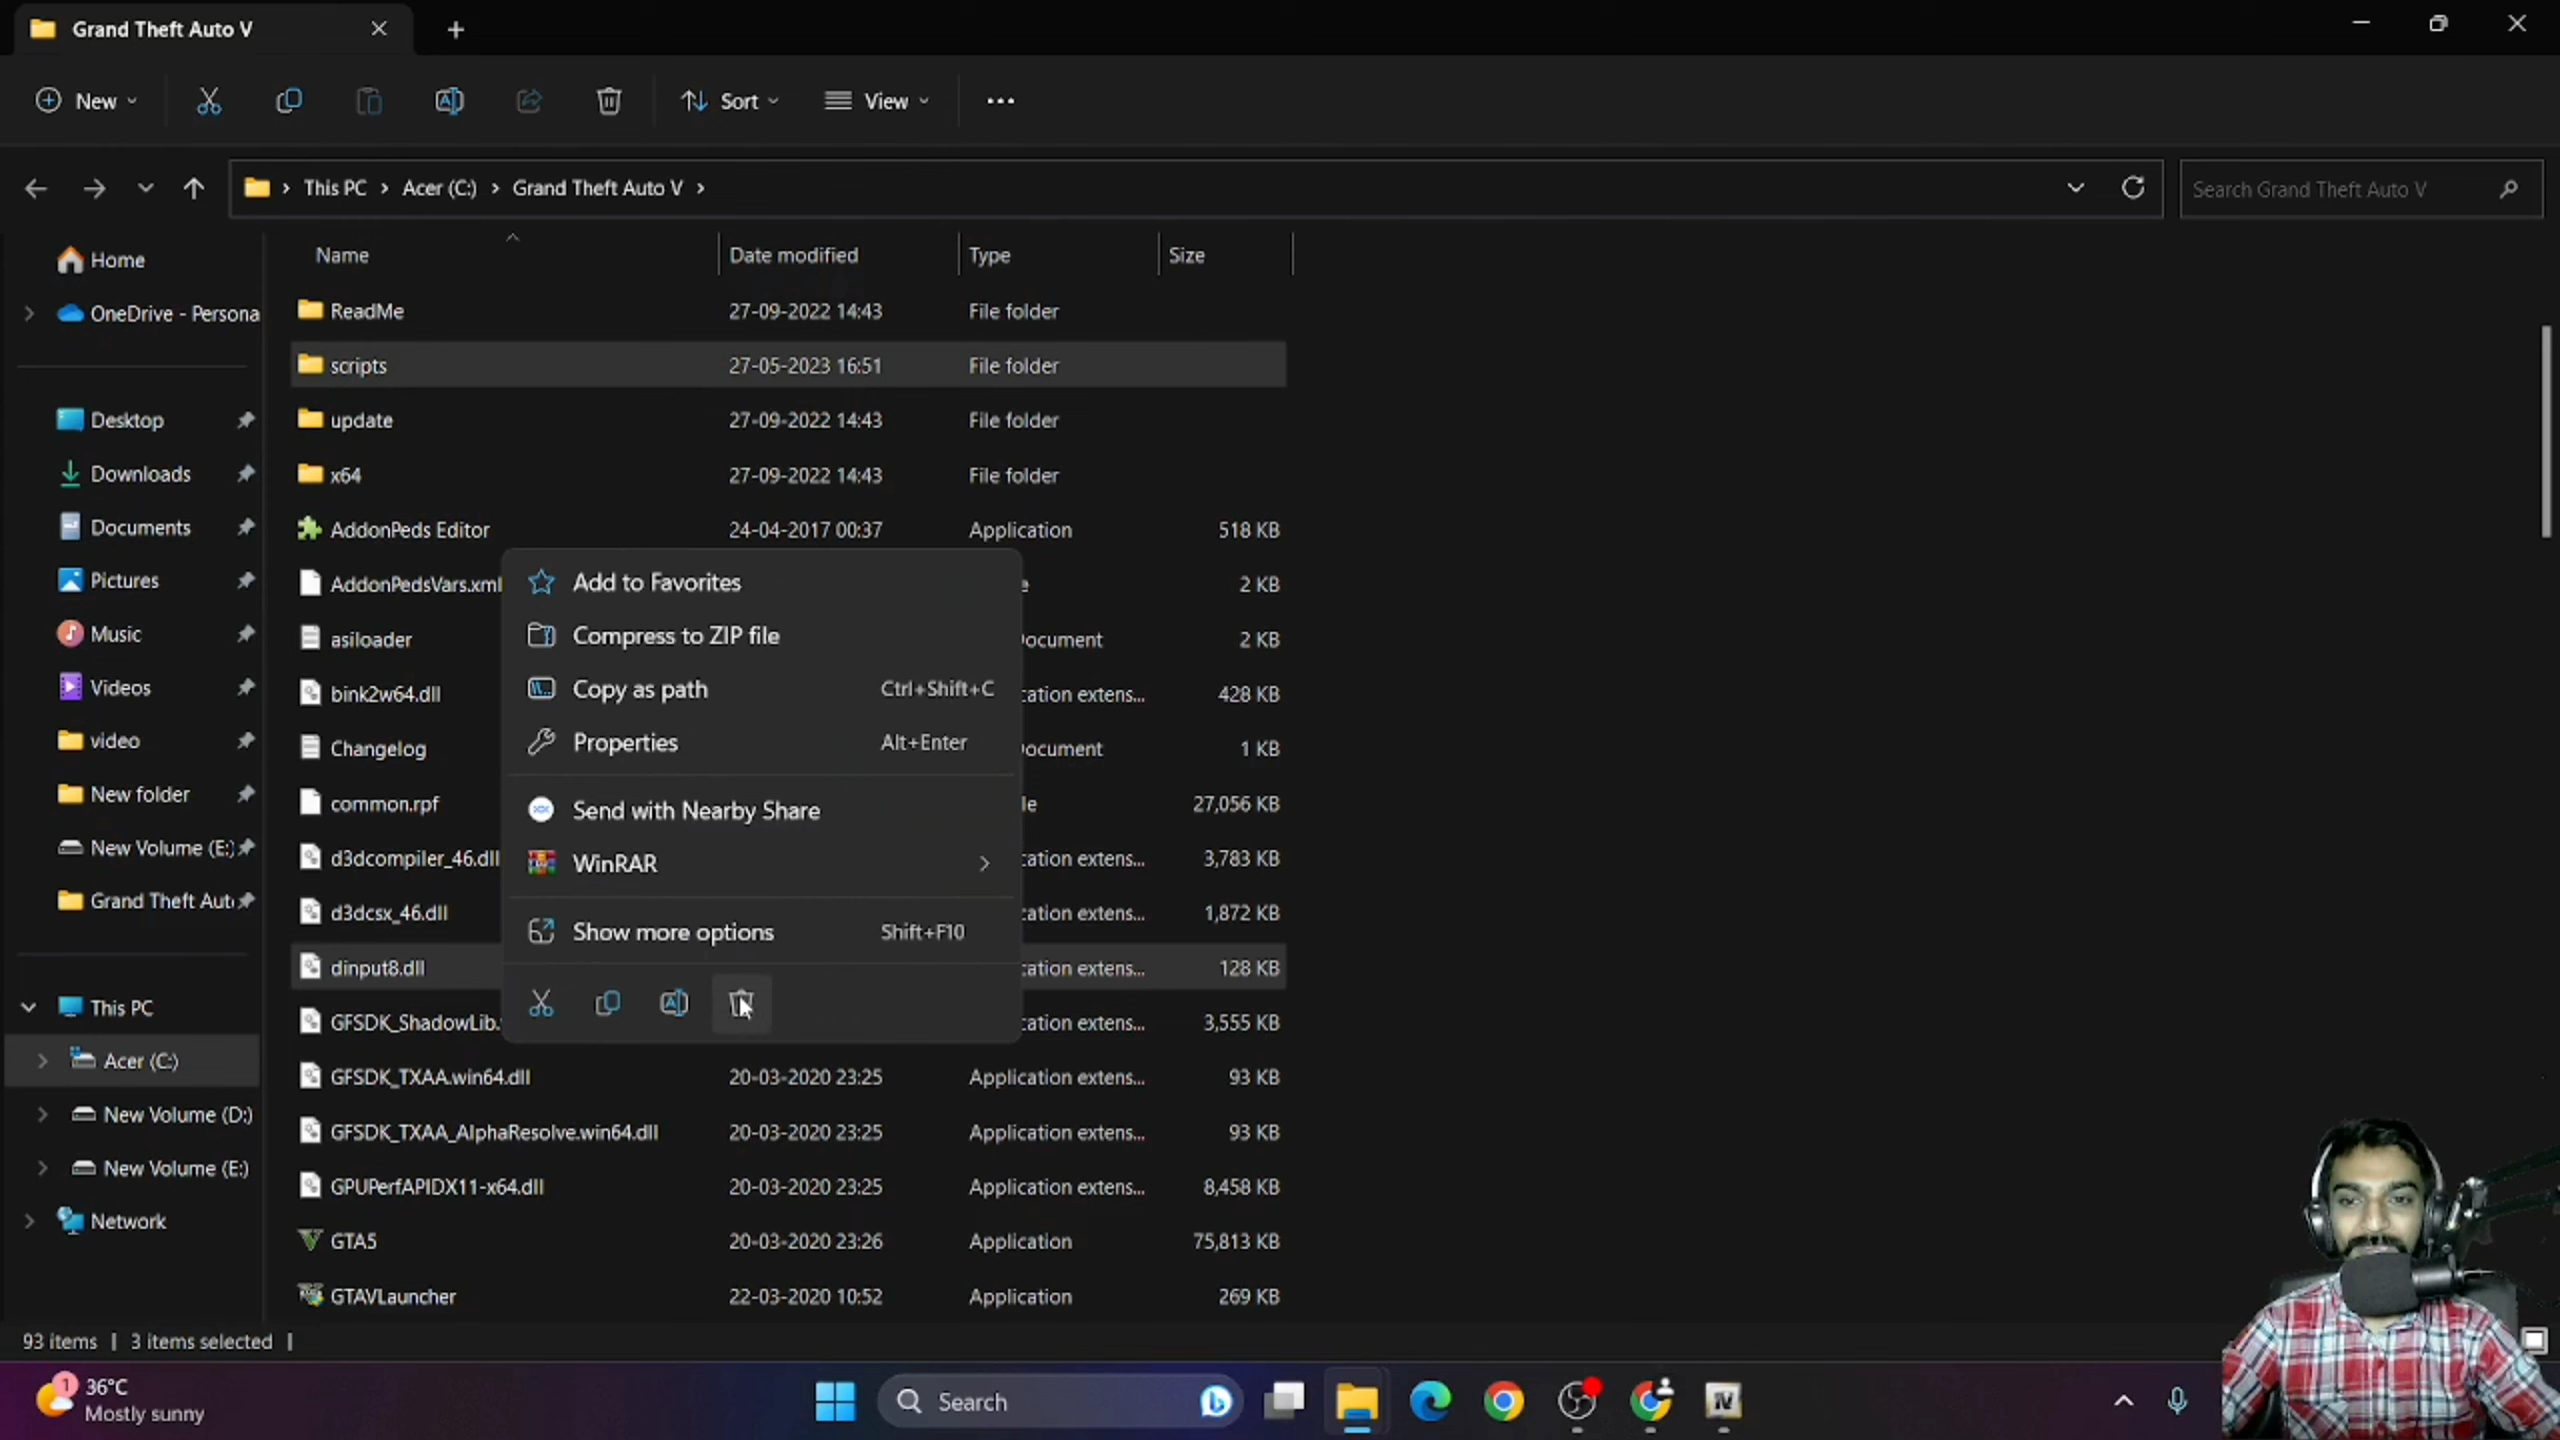 Grand Theft Auto V
New
Sort
View
This PC > Acer (C:) > Grand Theft Auto V >
Search Grand Theft Auto V
Name Date modified Type Size
Home
OneDrive - Persona
Desktop
Downloads
Documents
Pictures
Music
Videos
video
New folder
New Volume (E:)
Grand Theft Aut
This PC
Acer (C:)
New Volume (D:)
New Volume (E:)
Network
ReadMe 27-09-2022 14:43 File folder
scripts 27-05-2023 16:51 File folder
update 27-09-2022 14:43 File folder
x64 27-09-2022 14:43 File folder
AddonPeds Editor 24-04-2017 00:37 Application 518 KB
AddonPedsVars.xml e 2 KB
asiloader ocument 2 KB
bink2w64.dll cation extens... 428 KB
Changelog ocument 1 KB
common.rpf le 27,056 KB
d3dcompiler_46.dll cation extens... 3,783 KB
d3dcsx_46.dll cation extens... 1,872 KB
dinput8.dll cation extens... 128 KB
GFSDK_ShadowLib. cation extens... 3,555 KB
GFSDK_TXAA.win64.dll 20-03-2020 23:25 Application extens... 93 KB
GFSDK_TXAA_AlphaResolve.win64.dll 20-03-2020 23:25 Application extens... 93 KB
GPUPerfAPIDX11-x64.dll 20-03-2020 23:25 Application extens... 8,458 KB
GTA5 20-03-2020 23:26 Application 75,813 KB
GTAVLauncher 22-03-2020 10:52 Application 269 KB
Add to Favorites
Compress to ZIP file
Copy as path Ctrl+Shift+C
Properties Alt+Enter
Send with Nearby Share
WinRAR
Show more options Shift+F10
93 items | 3 items selected |
1
36°C
Mostly sunny
Search